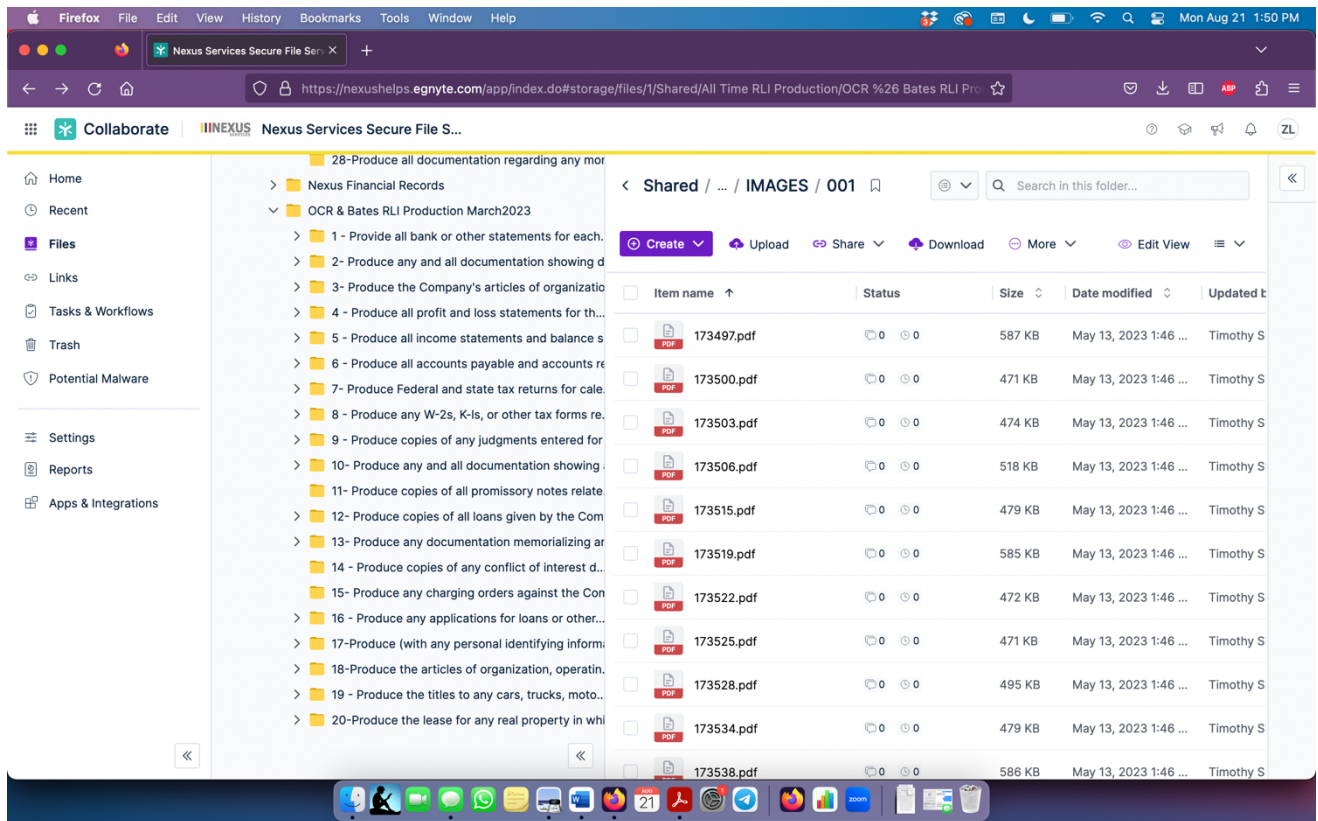 Firefox File Edit View History Bookmarks Tools Window Help
Mon Aug 21 1:50 PM
Nexus Services Secure File Serv
https://nexushelps.egnyte.com/app/index.do#storage/files/1/Shared/All Time RLI Production/OCR %26 Bates RLI Pro
ABP
Collaborate
NEXUS SERVICES
Nexus Services Secure File S...
ZL
Home
Recent
Files
Links
Tasks & Workflows
Trash
Potential Malware
Settings
Reports
Apps & Integrations
28-Produce all documentation regarding any mor
Nexus Financial Records
OCR & Bates RLI Production March2023
1 - Provide all bank or other statements for each.
2- Produce any and all documentation showing d
3- Produce the Company's articles of organizatio
4 - Produce all profit and loss statements for th...
5 - Produce all income statements and balance s
6 - Produce all accounts payable and accounts re
7- Produce Federal and state tax returns for cale.
8 - Produce any W-2s, K-Is, or other tax forms re.
9 - Produce copies of any judgments entered for
10- Produce any and all documentation showing
11- Produce copies of all promissory notes relate
12- Produce copies of all loans given by the Com
13- Produce any documentation memorializing ar
14 - Produce copies of any conflict of interest d...
15- Produce any charging orders against the Con
16 - Produce any applications for loans or other...
17-Produce (with any personal identifying informa
18-Produce the articles of organization, operatin.
19 - Produce the titles to any cars, trucks, moto..
20-Produce the lease for any real property in whi
Shared / ... / IMAGES / 001
Search in this folder...
Create Upload Share Download More Edit View
Item name Status Size Date modified Updated b
PDF 173497.pdf 0 0 587 KB May 13, 2023 1:46 ... Timothy S
PDF 173500.pdf 0 0 471 KB May 13, 2023 1:46 ... Timothy S
PDF 173503.pdf 0 0 474 KB May 13, 2023 1:46 ... Timothy S
PDF 173506.pdf 0 0 518 KB May 13, 2023 1:46 ... Timothy S
PDF 173515.pdf 0 0 479 KB May 13, 2023 1:46 ... Timothy S
PDF 173519.pdf 0 0 585 KB May 13, 2023 1:46 ... Timothy S
PDF 173522.pdf 0 0 472 KB May 13, 2023 1:46 ... Timothy S
PDF 173525.pdf 0 0 471 KB May 13, 2023 1:46 ... Timothy S
PDF 173528.pdf 0 0 495 KB May 13, 2023 1:46 ... Timothy S
PDF 173534.pdf 0 0 479 KB May 13, 2023 1:46 ... Timothy S
PDF 173538.pdf 0 0 586 KB May 13, 2023 1:46 ... Timothy S
AUG
21
zoom